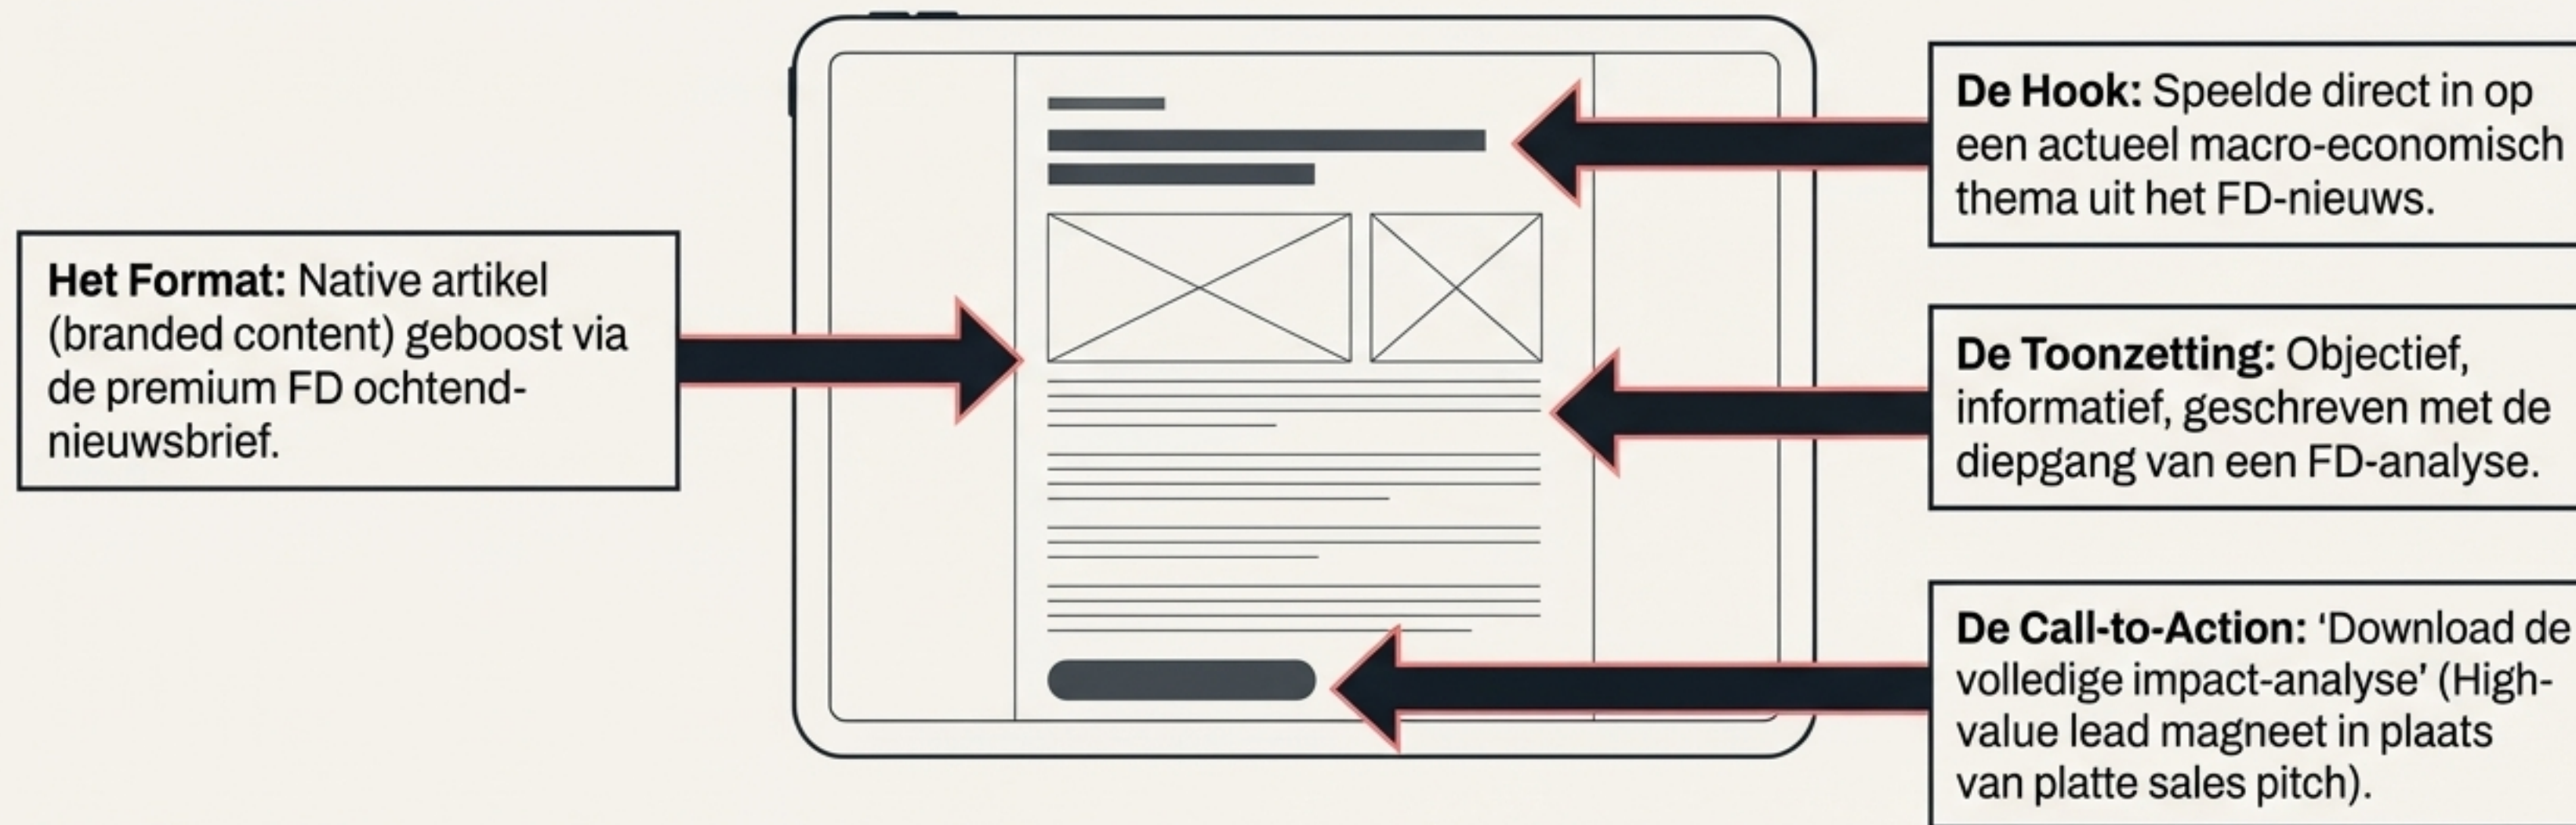 Het Format: Native artikel
(branded content) geboost via
de premium FD ochtend-
nieuwsbrief.
De Hook: Speelde direct in op
een actueel macro-economisch
thema uit het FD-nieuws.
De Toonzetting: Objectief,
informatief, geschreven met de
diepgang van een FD-analyse.
De Call-to-Action: ‘Download de
volledige impact-analyse’ (High-
value lead magneet in plaats
van platte sales pitch).